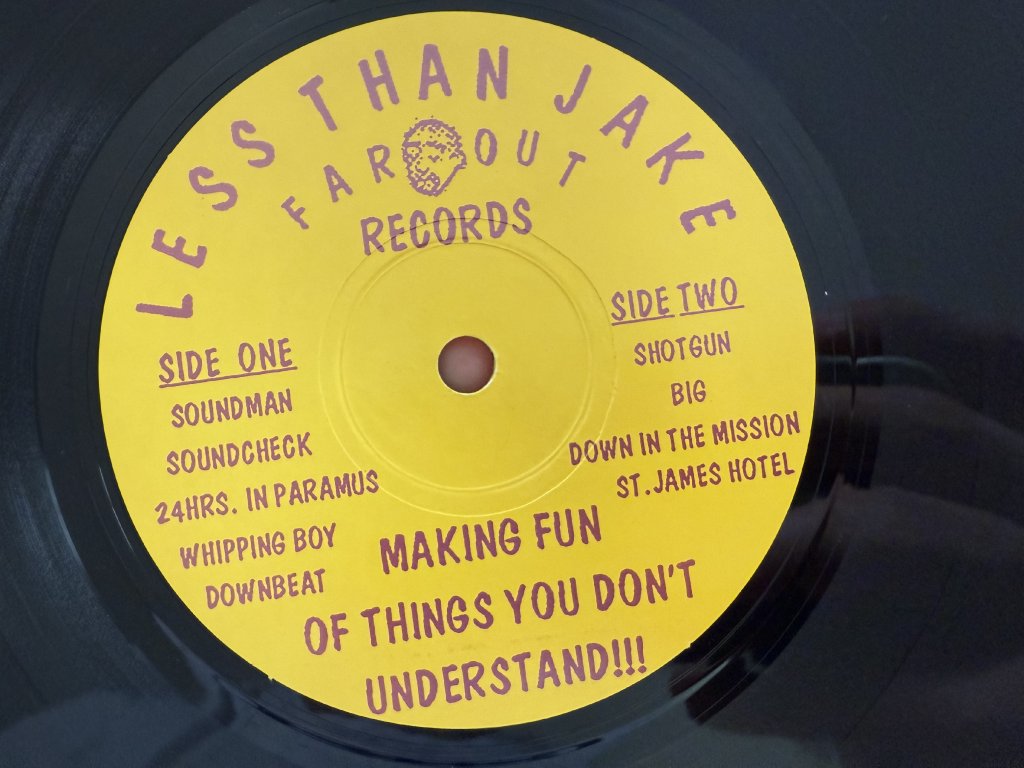 LESS THAN JAKE
FAR OUT
RECORDS
SIDE ONE
SOUNDMAN
SOUNDCHECK
24HRS. IN PARAMUS
WHIPPING BOY
DOWNBEAT
SIDE TWO
SHOTGUN
BIG
DOWN IN THE MISSION
ST. JAMES HOTEL
MAKING FUN
OF THINGS YOU DON'T
UNDERSTAND!!!